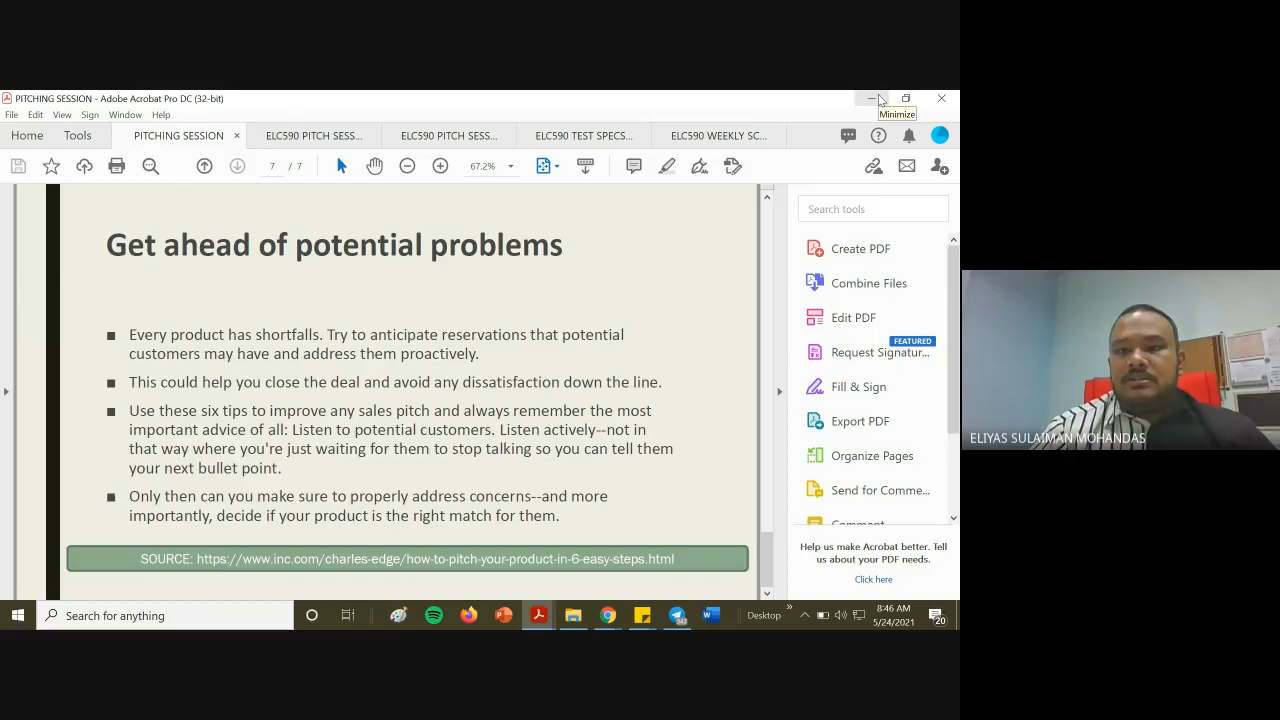 PITCHING SESSION - Adobe Acrobat Pro DC (32-bit)
File Edit View Sign Window Help
Minimize
Home Tools PITCHING SESSION × ELC590 PITCH SESS... ELC590 PITCH SESS... ELC590 TEST SPECS... ELC590 WEEKLY SC...
7 / 7 67.2%
Search tools
Get ahead of potential problems
Create PDF
Combine Files
Edit PDF
FEATURED
Request Signatur...
Fill & Sign
Export PDF
Organize Pages
Send for Comme...
Comment
■ Every product has shortfalls. Try to anticipate reservations that potential
customers may have and address them proactively.
■ This could help you close the deal and avoid any dissatisfaction down the line.
■ Use these six tips to improve any sales pitch and always remember the most
important advice of all: Listen to potential customers. Listen actively--not in
that way where you're just waiting for them to stop talking so you can tell them
your next bullet point.
■ Only then can you make sure to properly address concerns--and more
importantly, decide if your product is the right match for them.
SOURCE: https://www.inc.com/charles-edge/how-to-pitch-your-product-in-6-easy-steps.html
Help us make Acrobat better. Tell
us about your PDF needs.
Click here
ELIYAS SULAIMAN MOHANDAS
Search for anything
Desktop
8:46 AM
5/24/2021
20